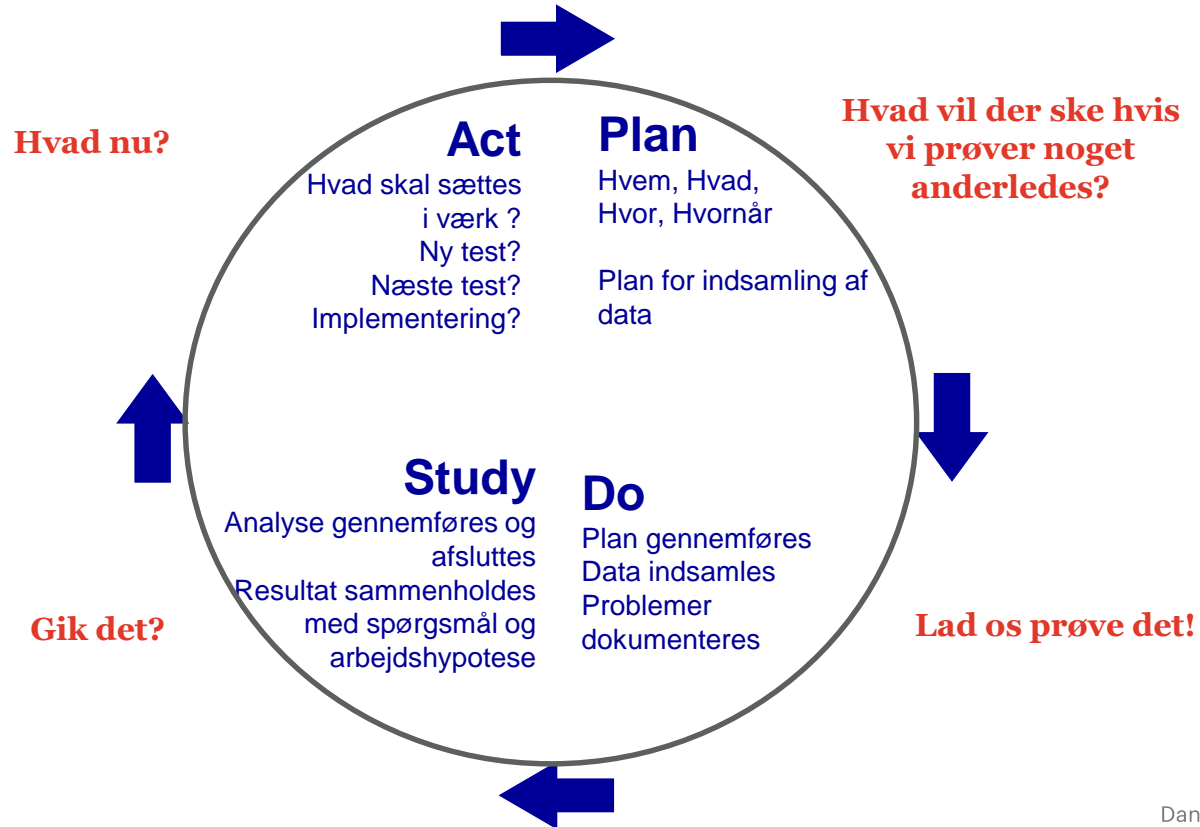 Hvad nu?
Act
Hvad skal sættes
i værk ?
Ny test?
Næste test?
Implementering?
Plan
Hvem, Hvad,
Hvor, Hvornår
Plan for indsamling af
data
Hvad vil der ske hvis
vi prøver noget
anderledes?
Gik det?
Study
Analyse gennemføres og
afsluttes
Resultat sammenholdes
med spørgsmål og
arbejdshypotese
Do
Plan gennemføres
Data indsamles
Problemer
dokumenteres
Lad os prøve det!
Dan